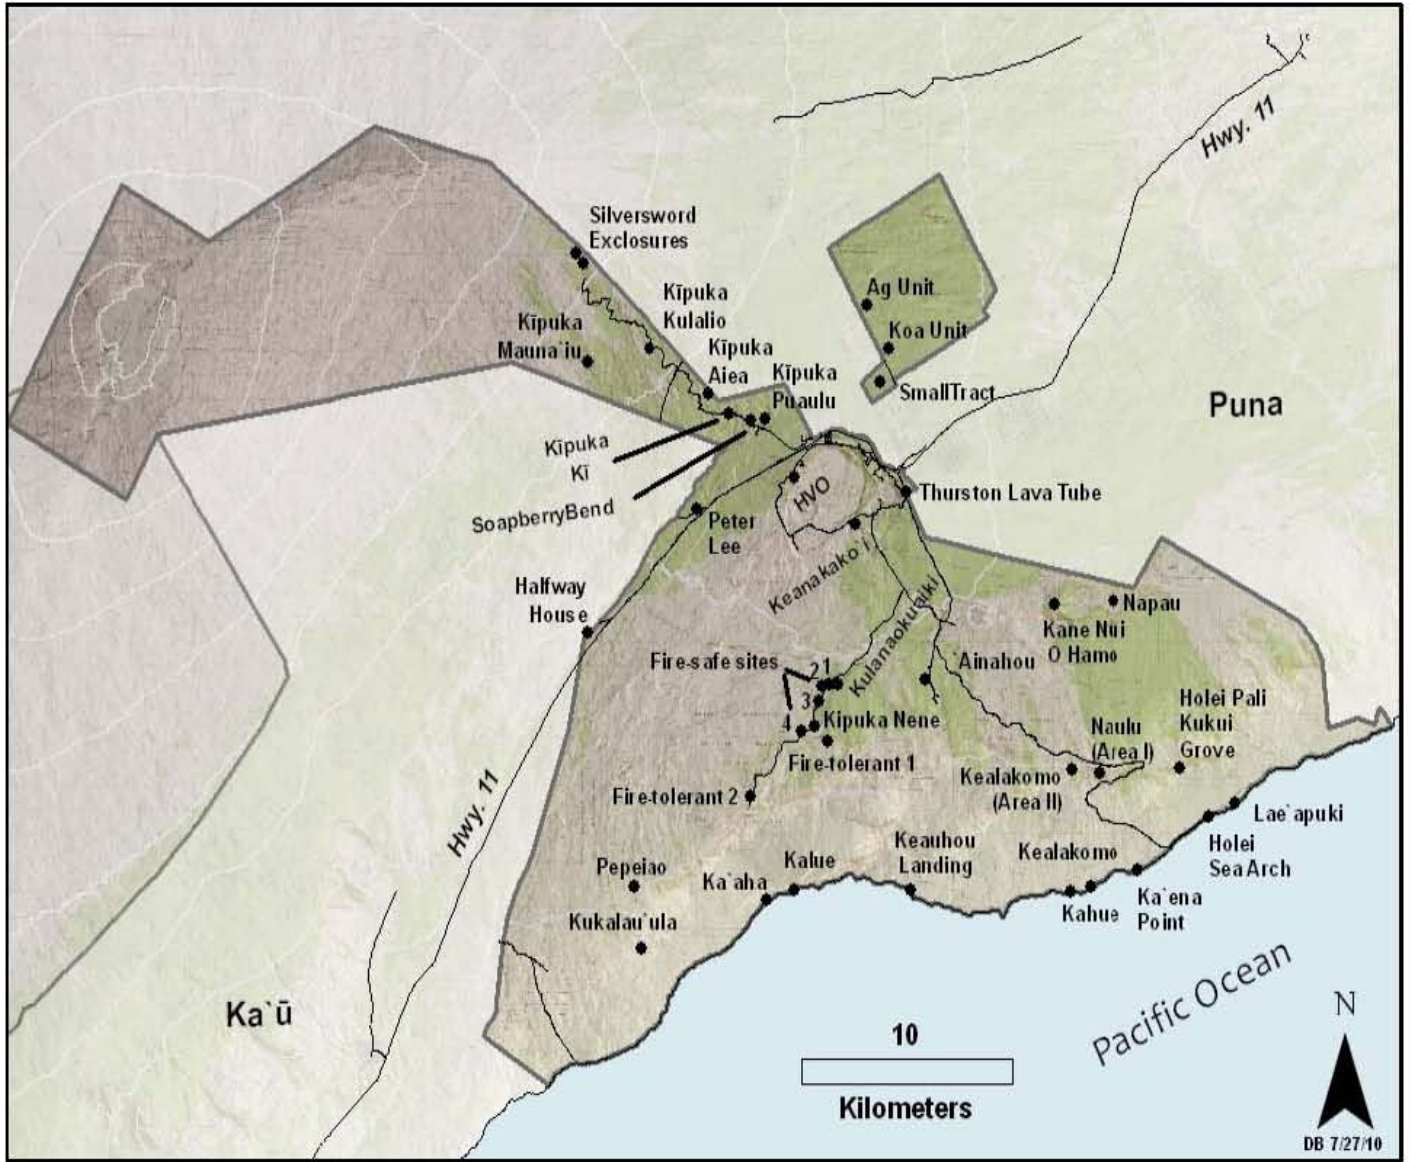 Hwy. 11
Silversword
Exclosures
Kīpuka
Kulalio
Ag Unit
Kīpuka
Mauna`iu
Kīpuka
Aiea
Koa Unit
Kīpuka
Puaulu
SmallTract
Puna
Kīpuka
Kī
SoapberryBend
HVO
Thurston Lava Tube
Peter
Lee
Keanakako`i
Halfway
House
Kulanaokuaiki
Napau
Kane Nui
O Hamo
Fire-safe sites
2
1
3
4
`Ainahou
Kipuka Nene
Holei Pali
Kukui
Grove
Naulu
(Area I)
Fire-tolerant 1
Kealakomo
(Area II)
Fire-tolerant 2
Hwy. 11
Lae`apuki
Holei
Sea Arch
Keauhou
Landing
Kealakomo
Kalue
Pepeiao
Ka`aha
Kahue
Ka`ena
Point
Kukalau`ula
Ka`ū
Pacific Ocean
N
10
Kilometers
DB 7/27/10